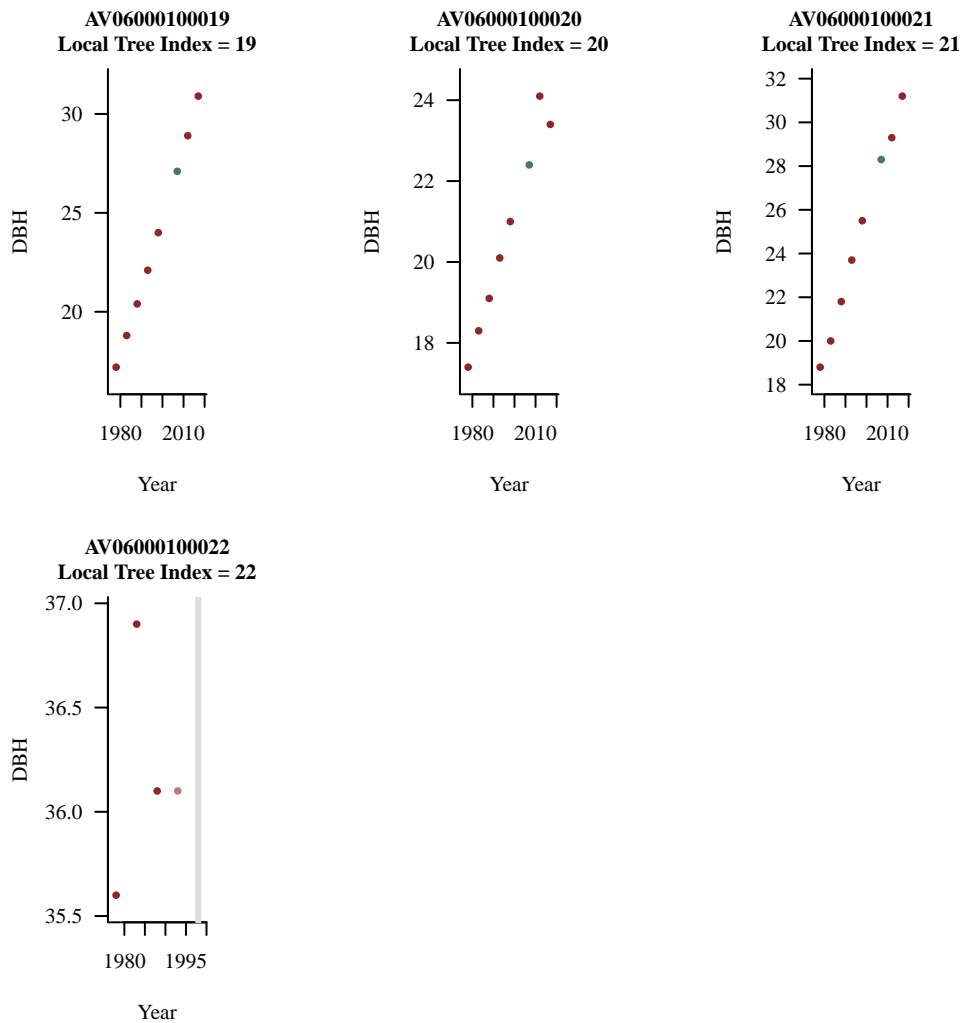 AV06000100019
Local Tree Index = 19
30
25
20
DBH
1980 2010
Year
AV06000100020
Local Tree Index = 20
24
22
20
18
DBH
1980 2010
Year
AV06000100021
Local Tree Index = 21
32
30
28
26
24
22
20
18
DBH
1980 2010
Year
AV06000100022
Local Tree Index = 22
37.0
36.5
36.0
35.5
DBH
1980 1995
Year